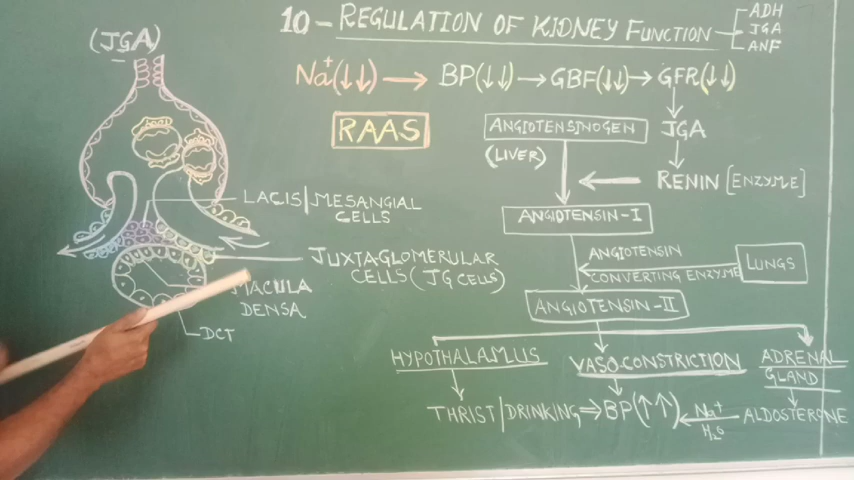 10 - REGULATION OF KIDNEY FUNCTION
ADH
JGA
ANF
(JGA)
Na+(↓↓) → BP(↓↓) → GBF(↓↓) → GFR(↓↓)
RAAS
ANGIOTENSINOGEN
(LIVER)
JGA
RENIN [ENZYME]
ANGIOTENSIN-I
ANGIOTENSIN
CONVERTING ENZYME
LUNGS
ANGIOTENSIN-II
LACIS/MESANGIAL
CELLS
JUXTAGLOMERULAR
CELLS (JG CELLS)
MACULA
DENSA
DCT
HYPOTHALAMUS
VASO-CONSTRICTION
ADRENAL
GLAND
THRIST/DRINKING ⇒ BP(↑↑) ← Na+ ALDOSTERONE
H2O